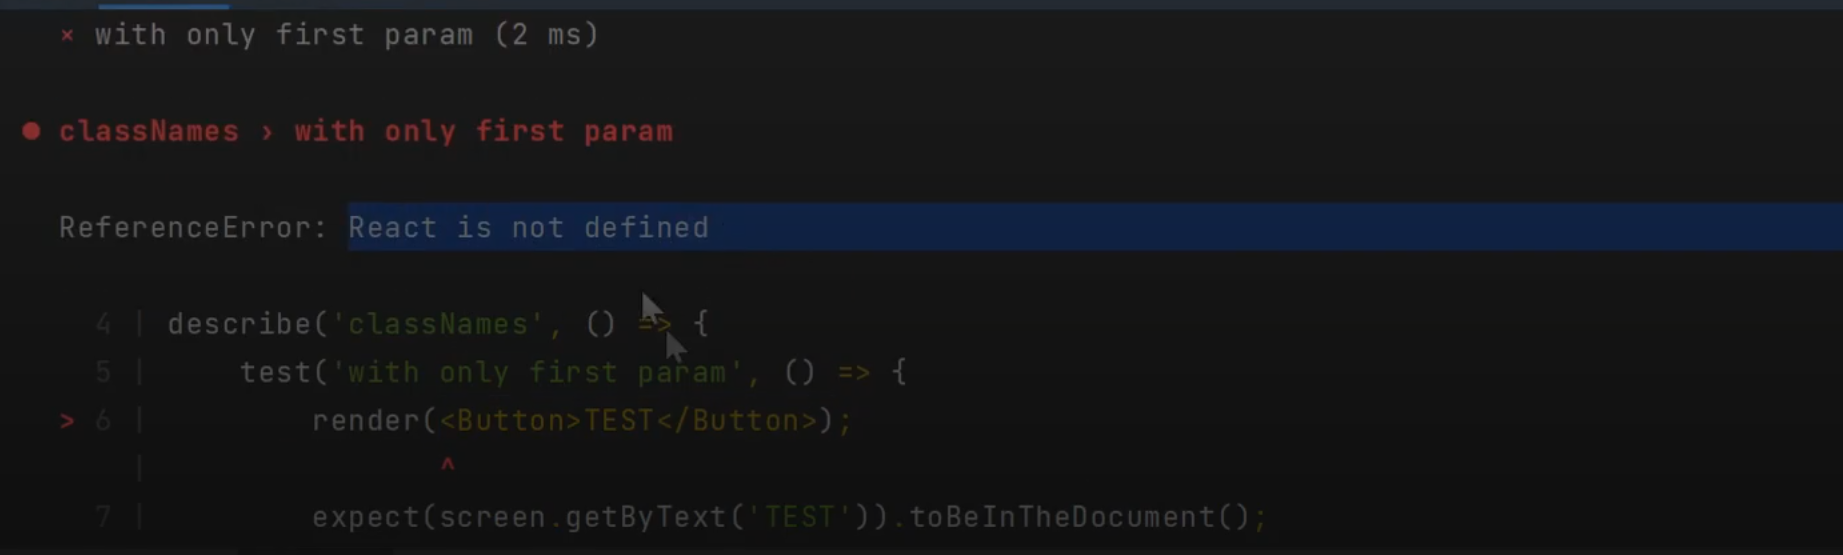 × with only first param (2 ms)
● classNames › with only first param
ReferenceError: React is not defined
4 | describe('classNames', () => {
5 |     test('with only first param', () => {
> 6 |         render(<Button>TEST</Button>);
|                ^
7 |         expect(screen.getByText('TEST')).toBeInTheDocument();